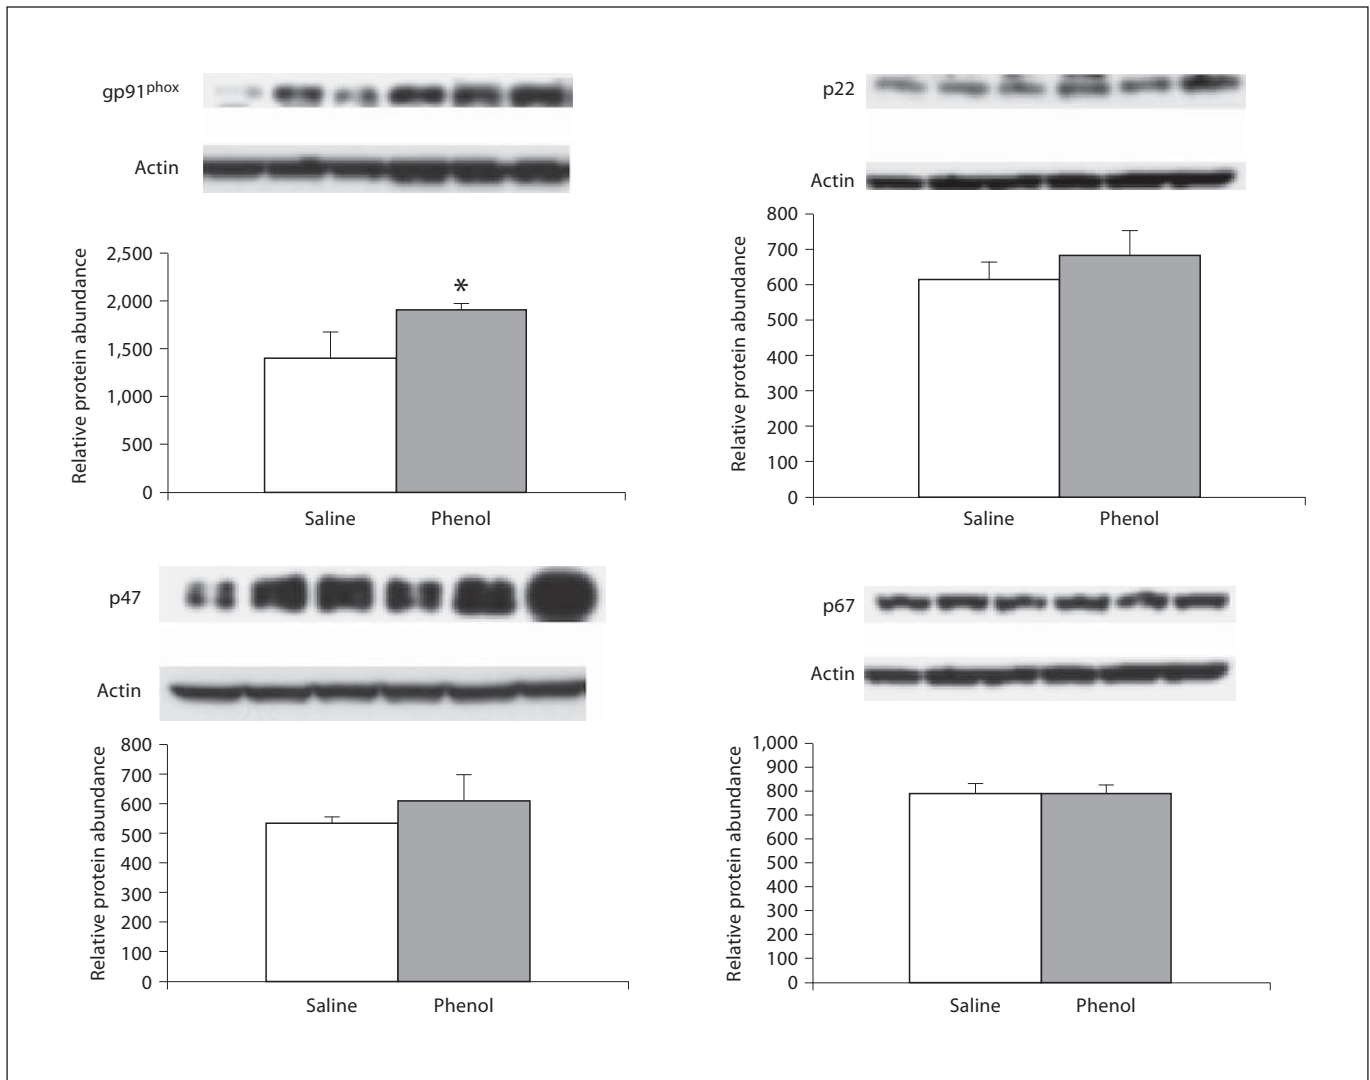 gp91phox
Actin
Relative protein abundance
2,500
2,000
1,500
1,000
500
0
*
Saline Phenol
p22
Actin
Relative protein abundance
800
700
600
500
400
300
200
100
0
Saline Phenol
p47
Actin
Relative protein abundance
800
700
600
500
400
300
200
100
0
Saline Phenol
p67
Actin
Relative protein abundance
1,000
900
800
700
600
500
400
300
200
100
0
Saline Phenol